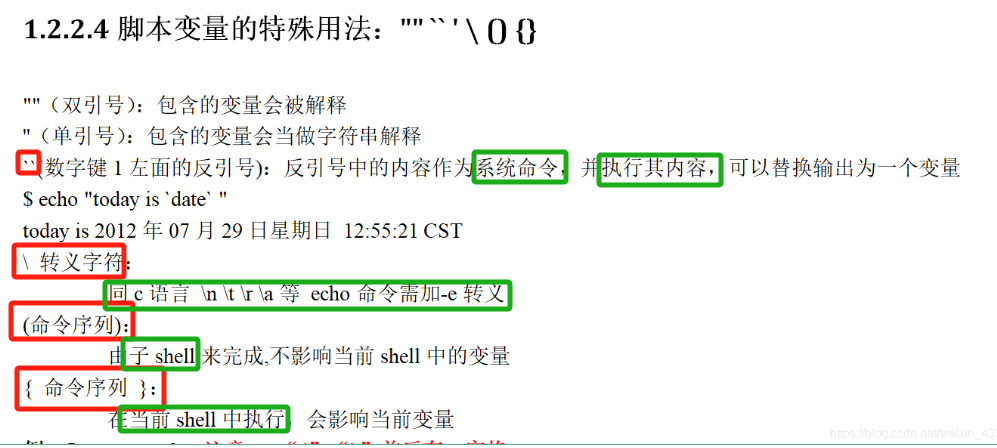 1.2.2.4 脚本变量的特殊用法：""``'\ () {}
""（双引号）：包含的变量会被解释
''（单引号）：包含的变量会当做字符串解释
``(数字键 1 左面的反引号)：反引号中的内容作为系统命令，并执行其内容，可以替换输出为一个变量
$ echo "today is `date` "
today is 2012 年 07 月 29 日星期日 12:55:21 CST
\ 转义字符：
同 c 语言 \n \t \r \a 等 echo 命令需加-e 转义
(命令序列)：
由子 shell 来完成,不影响当前 shell 中的变量
{ 命令序列 }：
在当前 shell 中执行，会影响当前变量